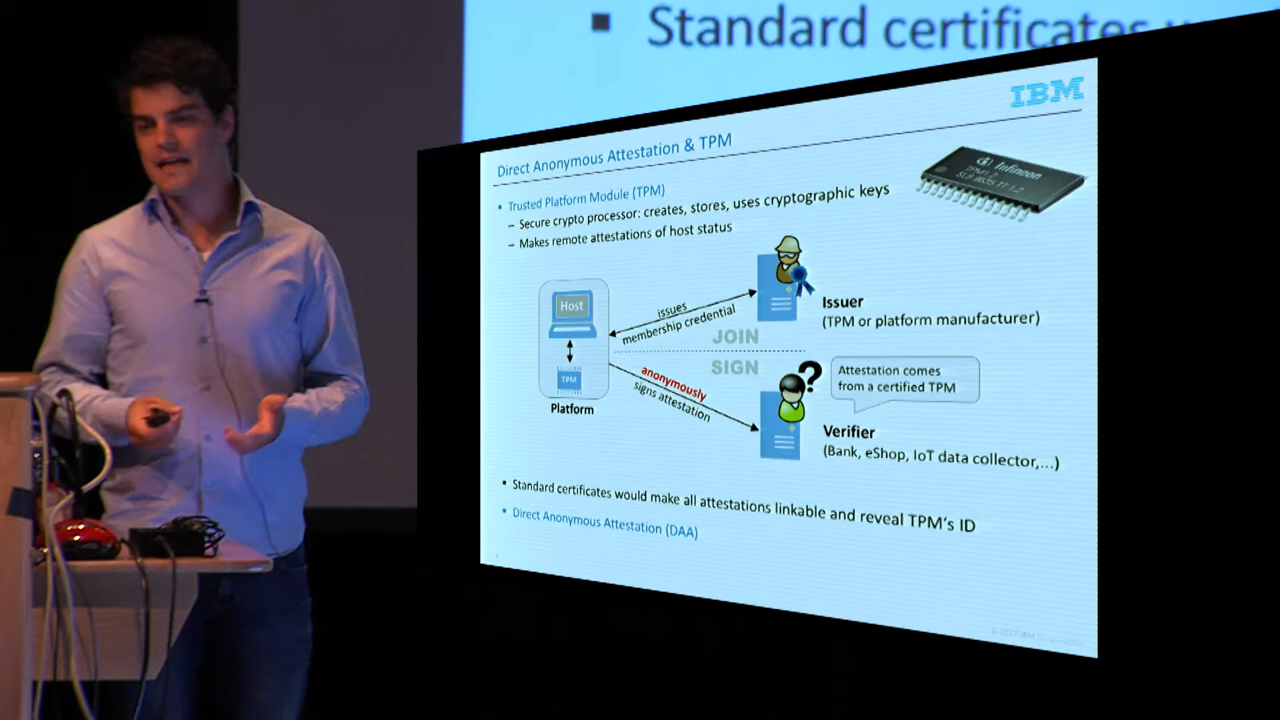 ▪ Standard certificates
IBM
Direct Anonymous Attestation & TPM
• Trusted Platform Module (TPM)
– Secure crypto processor: creates, stores, uses cryptographic keys
– Makes remote attestations of host status
Infineon
Host
TPM
Platform
issues
membership credential
JOIN
SIGN
anonymously
signs attestation
Issuer
(TPM or platform manufacturer)
?
Attestation comes
from a certified TPM
Verifier
(Bank, eShop, IoT data collector,...)
• Standard certificates would make all attestations linkable and reveal TPM's ID
• Direct Anonymous Attestation (DAA)